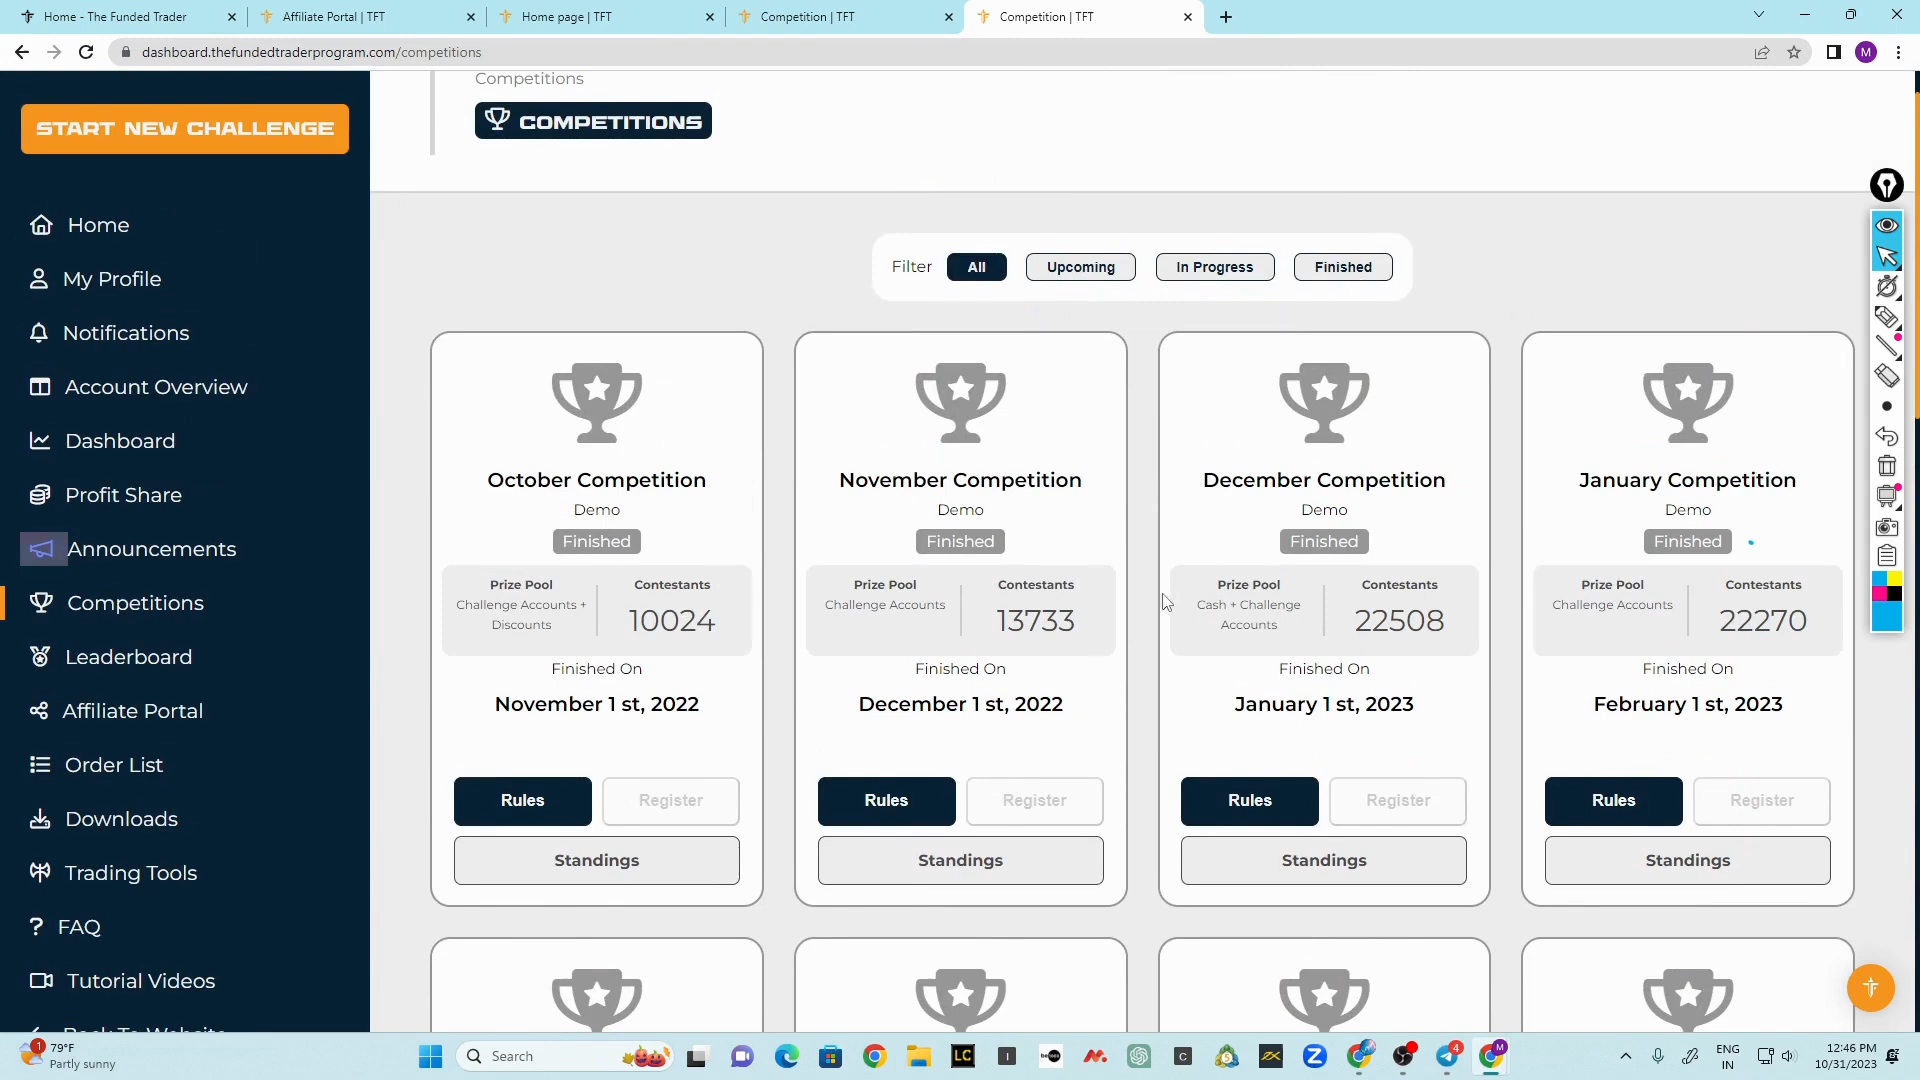 Home - The Funded Trader
Affiliate Portal | TFT
Home page | TFT
Competition | TFT
Competition | TFT
dashboard.thefundedtraderprogram.com/competitions
M
START NEW CHALLENGE
Home
My Profile
Notifications
Account Overview
Dashboard
Profit Share
Announcements
Competitions
Leaderboard
Affiliate Portal
Order List
Downloads
Trading Tools
FAQ
Tutorial Videos
Back To Website
Competitions
COMPETITIONS
Filter All Upcoming In Progress Finished
October Competition
Demo
Finished
Prize Pool Contestants
Challenge Accounts +
Discounts
10024
Finished On
November 1 st, 2022
Rules Register
Standings
November Competition
Demo
Finished
Prize Pool Contestants
Challenge Accounts
13733
Finished On
December 1 st, 2022
Rules Register
Standings
December Competition
Demo
Finished
Prize Pool Contestants
Cash + Challenge
Accounts
22508
Finished On
January 1 st, 2023
Rules Register
Standings
January Competition
Demo
Finished
Prize Pool Contestants
Challenge Accounts
22270
Finished On
February 1 st, 2023
Rules Register
Standings
1
79°F
Partly sunny
Search
LC
I
C
Z
4
M
ENG
IN
12:46 PM
10/31/2023